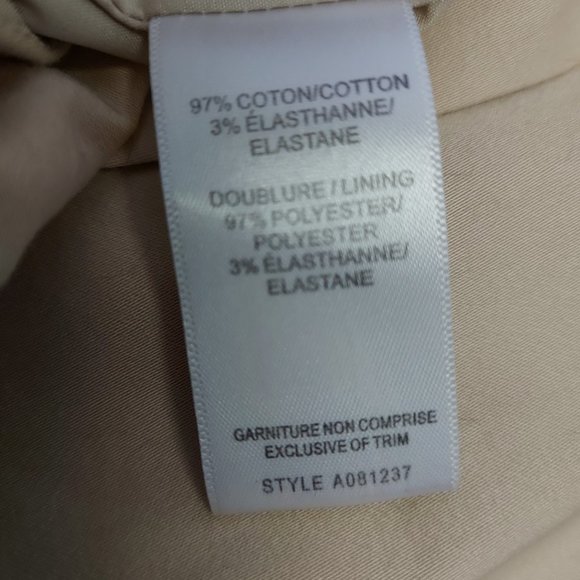 97% COTON/COTTON
3% ÉLASTHANNE/
ELASTANE
DOUBLURE/LINING
97% POLYESTER/
POLYESTER
3% ÉLASTHANNE/
ELASTANE
GARNITURE NON COMPRISE
EXCLUSIVE OF TRIM
STYLE A081237